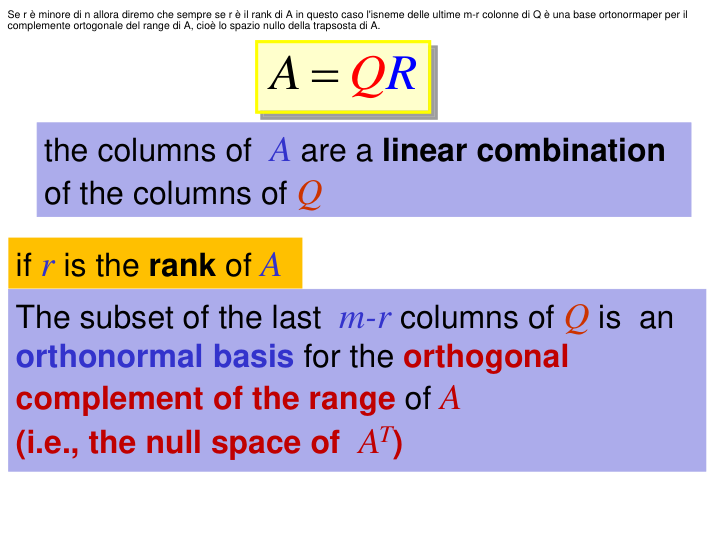 Se r è minore di n allora diremo che sempre se r è il rank di A in questo caso l'isneme delle ultime m-r colonne di Q è una base ortonormaper per il
complemente ortogonale del range di A, cioè lo spazio nullo della trapsosta di A.
A = QR
the columns of A are a linear combination
of the columns of Q
if r is the rank of A
The subset of the last m-r columns of Q is an
orthonormal basis for the orthogonal
complement of the range of A
(i.e., the null space of Aᵀ)